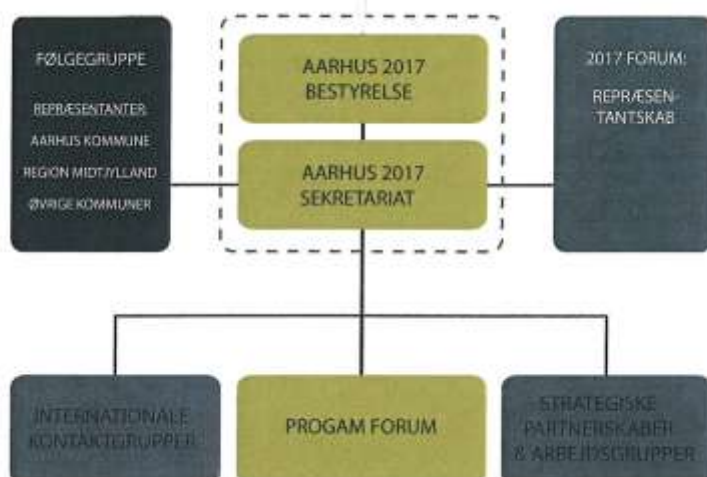 FØLGEGRUPPE
REPRÆSENTANTER:
AARHUS KOMMUNE
REGION MIDTJYLLAND
ØVRIGE KOMMUNER
AARHUS 2017
BESTYRELSE
AARHUS 2017
SEKRETARIAT
2017 FORUM:
REPRÆSEN-
TANTSKAB
INTERNATIONALE
KONTAKTGRUPPER
PROGAM FORUM
STRATEGISKE
PARTNERSKABER
& ARBEJDSGRUPPER